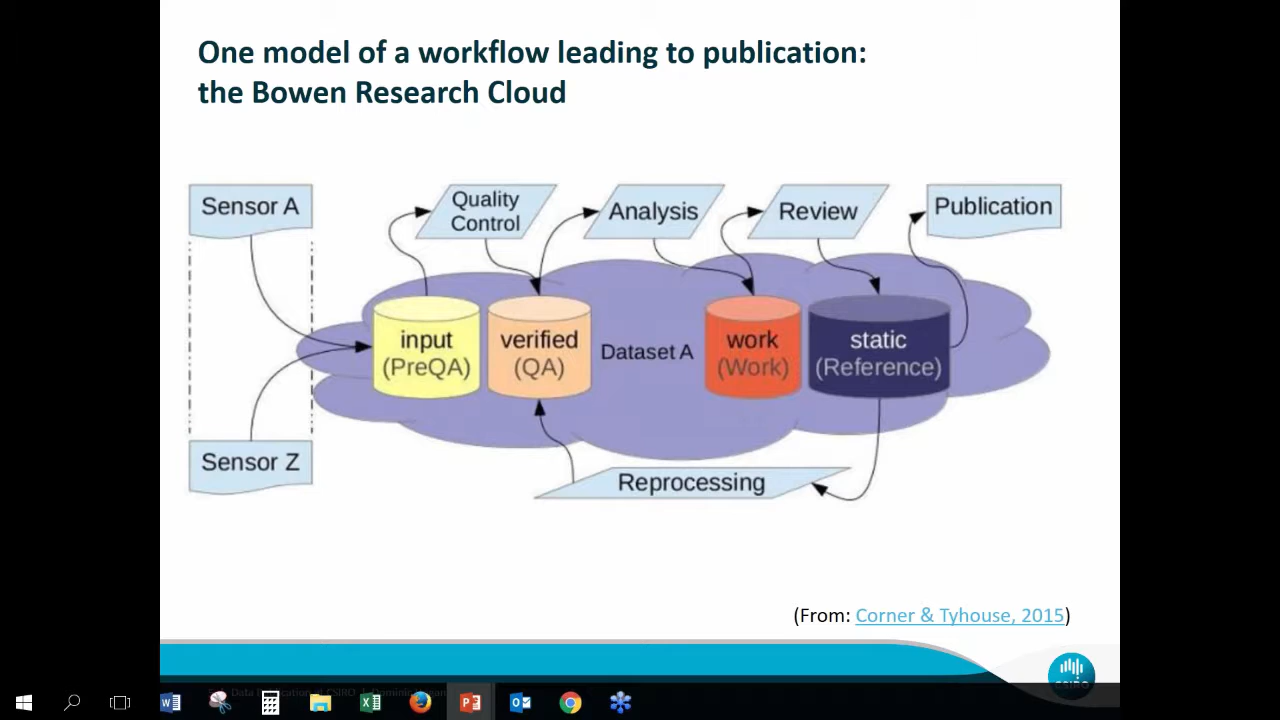 One model of a workflow leading to publication:
the Bowen Research Cloud
Sensor A
Quality
Control
Analysis
Review
Publication
input
(PreQA)
verified
(QA)
Dataset A
work
(Work)
static
(Reference)
Sensor Z
Reprocessing
(From: Corner & Tyhouse, 2015)
CSIRO